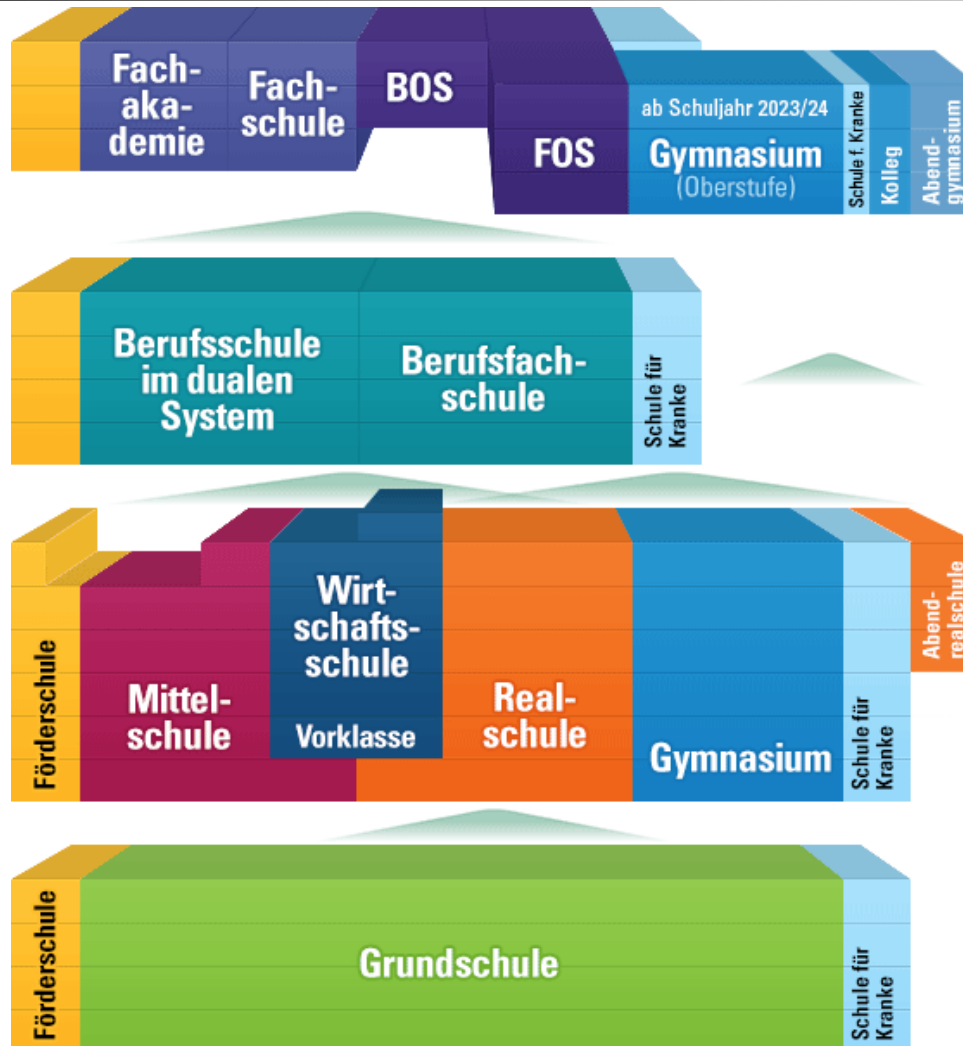 Fach-
aka-
demie
Fach-
schule
BOS
FOS
ab Schuljahr 2023/24
Gymnasium
(Oberstufe)
Schule f. Kranke
Kolleg
Abend-
gymnasium
Berufsschule
im dualen
System
Berufsfach-
schule
Schule für
Kranke
Förderschule
Mittel-
schule
Wirt-
schafts-
schule
Vorklasse
Real-
schule
Gymnasium
Schule für
Kranke
Abend-
realschule
Förderschule
Grundschule
Schule für
Kranke